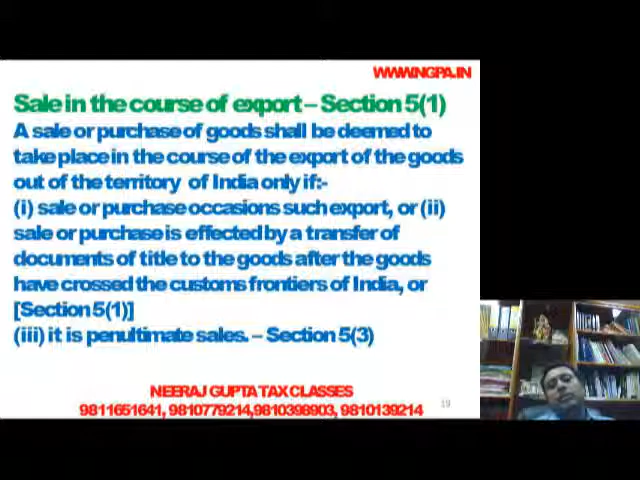 WWW.NGPA.IN
Sale in the course of export – Section 5(1)
A sale or purchase of goods shall be deemed to
take place in the course of the export of the goods
out of the territory of India only if:-
(i) sale or purchase occasions such export, or (ii)
sale or purchase is effected by a transfer of
documents of title to the goods after the goods
have crossed the customs frontiers of India, or
[Section 5(1)]
(iii) it is penultimate sales. – Section 5(3)
NEERAJ GUPTA TAX CLASSES
9811651641, 9810779214,9810398903, 9810139214
19